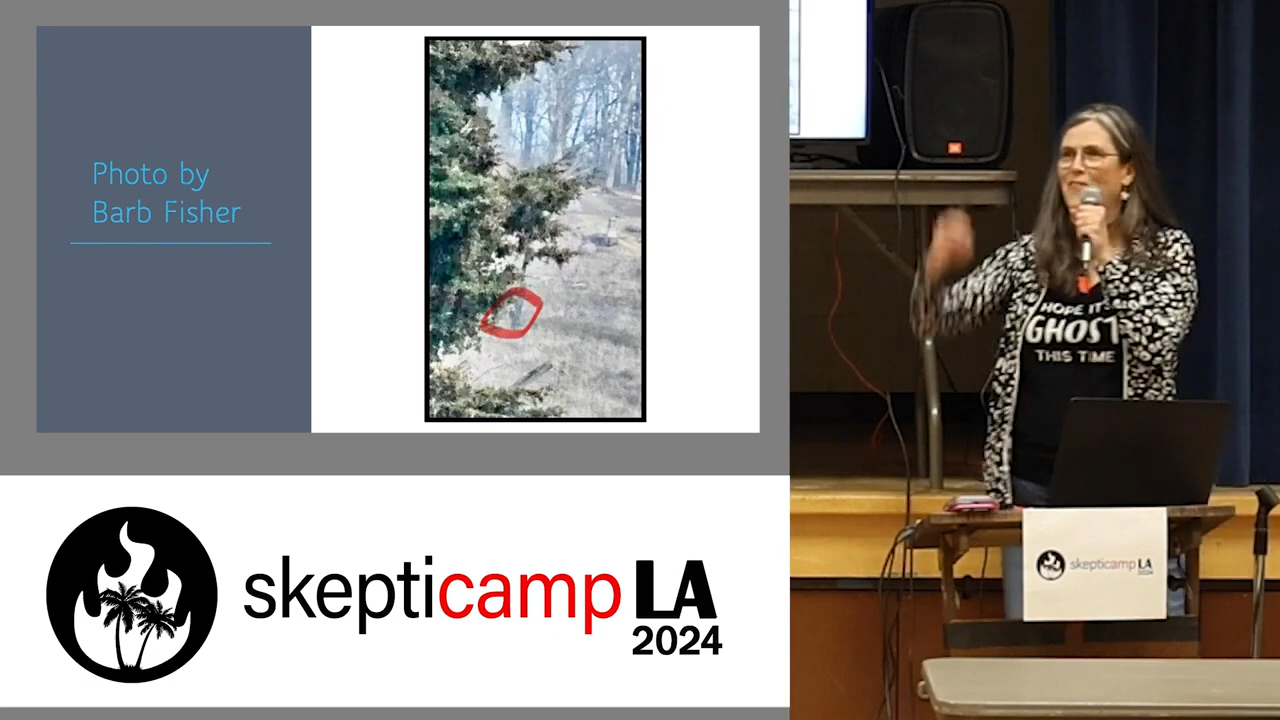 Photo by
Barb Fisher
skepticamp LA
2024
HOPE IT'S
GHOST
THIS TIME
skepticamp LA
2024